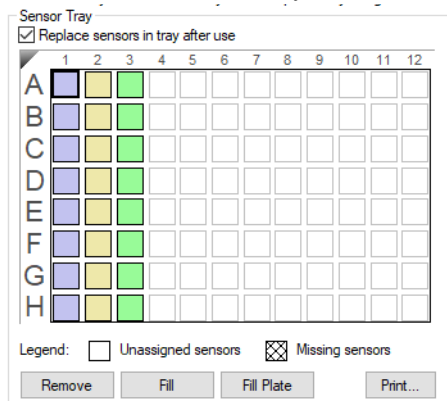 Sensor Tray
Replace sensors in tray after use
1 2 3 4 5 6 7 8 9 10 11 12
A
B
C
D
E
F
G
H
Legend: Unassigned sensors Missing sensors
Remove Fill Fill Plate Print...